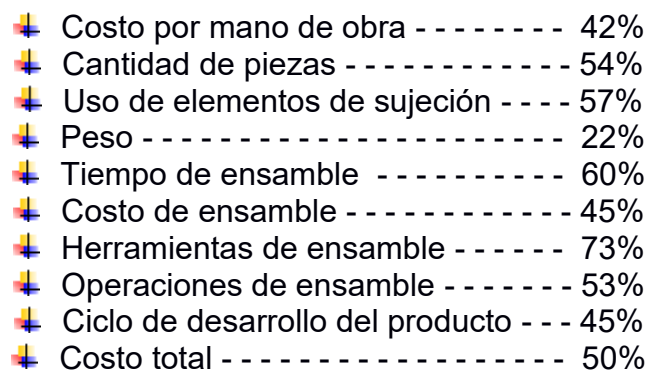 Costo por mano de obra - - - - - - - - 42%
Cantidad de piezas - - - - - - - - - - - - 54%
Uso de elementos de sujeción - - - - 57%
Peso - - - - - - - - - - - - - - - - - - - - - - 22%
Tiempo de ensamble - - - - - - - - - - 60%
Costo de ensamble - - - - - - - - - - - - 45%
Herramientas de ensamble - - - - - - 73%
Operaciones de ensamble - - - - - - - 53%
Ciclo de desarrollo del producto - - - 45%
Costo total - - - - - - - - - - - - - - - - - - 50%